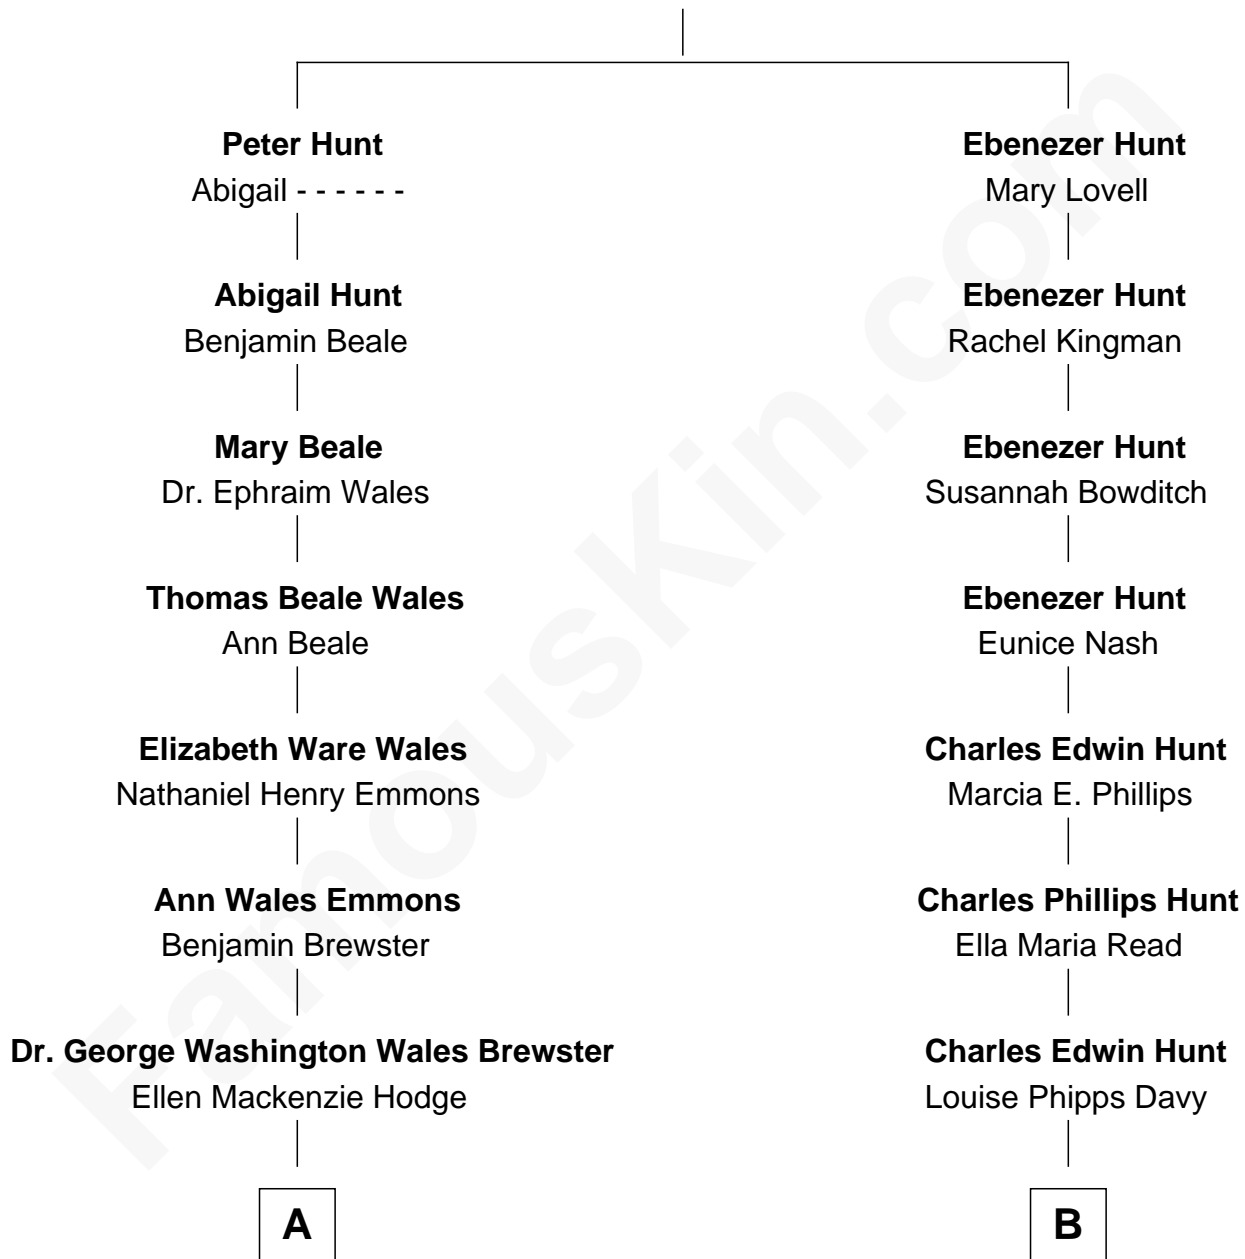 Peter Hunt
Abigail - - - - - -
Abigail Hunt
Benjamin Beale
Mary Beale
Dr. Ephraim Wales
Thomas Beale Wales
Ann Beale
Elizabeth Ware Wales
Nathaniel Henry Emmons
Ann Wales Emmons
Benjamin Brewster
Dr. George Washington Wales Brewster
Ellen Mackenzie Hodge
A
Ebenezer Hunt
Mary Lovell
Ebenezer Hunt
Rachel Kingman
Ebenezer Hunt
Susannah Bowditch
Ebenezer Hunt
Eunice Nash
Charles Edwin Hunt
Marcia E. Phillips
Charles Phillips Hunt
Ella Maria Read
Charles Edwin Hunt
Louise Phipps Davy
B
FamousKin.com